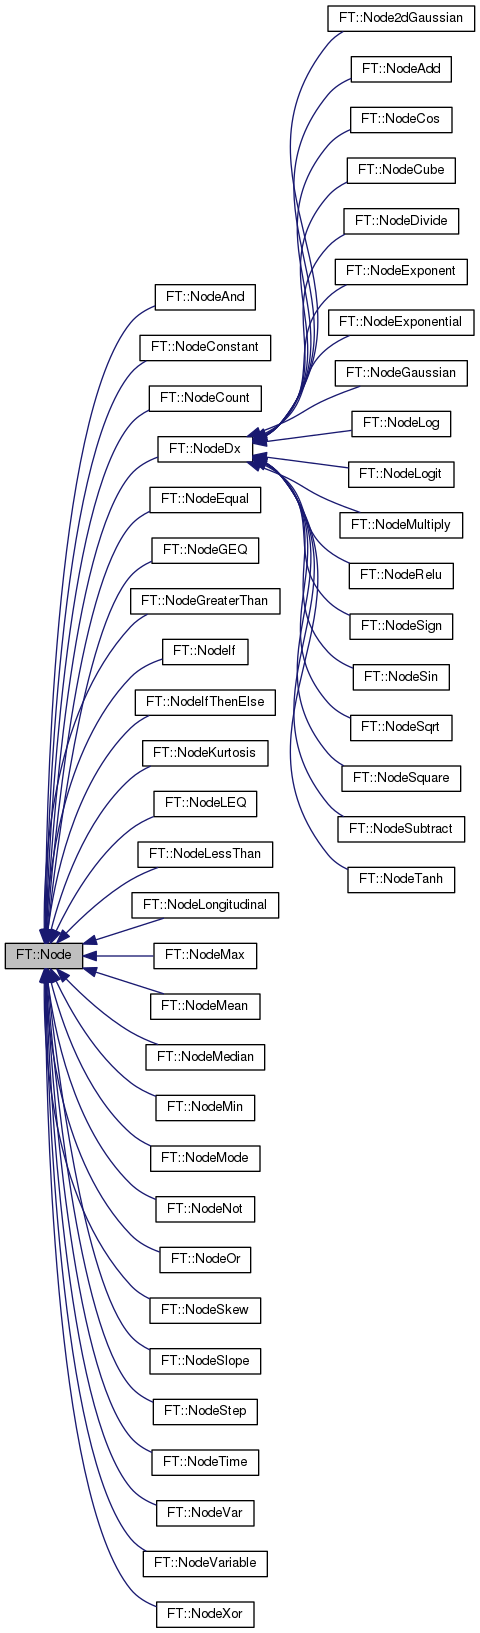 FT::Node2dGaussian
FT::NodeAdd
FT::NodeCos
FT::NodeCube
FT::NodeDivide
FT::NodeExponent
FT::NodeAnd
FT::NodeExponential
FT::NodeConstant
FT::NodeGaussian
FT::NodeCount
FT::NodeLog
FT::NodeDx
FT::NodeLogit
FT::NodeEqual
FT::NodeMultiply
FT::NodeGEQ
FT::NodeRelu
FT::NodeGreaterThan
FT::NodeSign
FT::NodeIf
FT::NodeSin
FT::NodeIfThenElse
FT::NodeSqrt
FT::NodeKurtosis
FT::NodeSquare
FT::NodeLEQ
FT::NodeSubtract
FT::NodeLessThan
FT::NodeTanh
FT::NodeLongitudinal
FT::Node
FT::NodeMax
FT::NodeMean
FT::NodeMedian
FT::NodeMin
FT::NodeMode
FT::NodeNot
FT::NodeOr
FT::NodeSkew
FT::NodeSlope
FT::NodeStep
FT::NodeTime
FT::NodeVar
FT::NodeVariable
FT::NodeXor